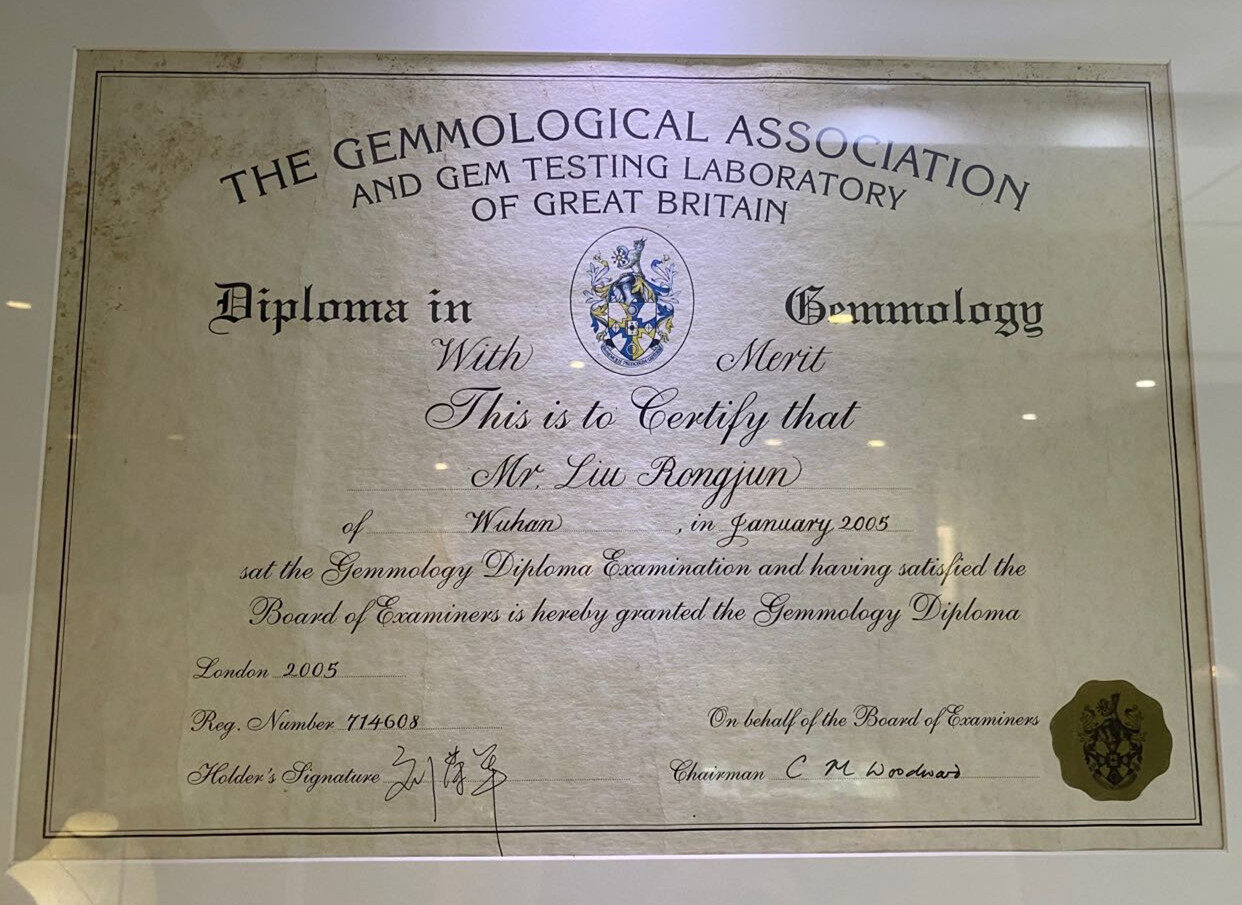 THE GEMMOLOGICAL ASSOCIATION
AND GEM TESTING LABORATORY
OF GREAT BRITAIN
Diploma in Gemmology
With Merit
This is to Certify that
Mr. Liu Rongjun
of Wuhan, in January 2005
sat the Gemmology Diploma Examination and having satisfied the
Board of Examiners is hereby granted the Gemmology Diploma
London 2005
Reg. Number 714608
On behalf of the Board of Examiners
Holder's Signature 刘荣军
Chairman C M Woodward